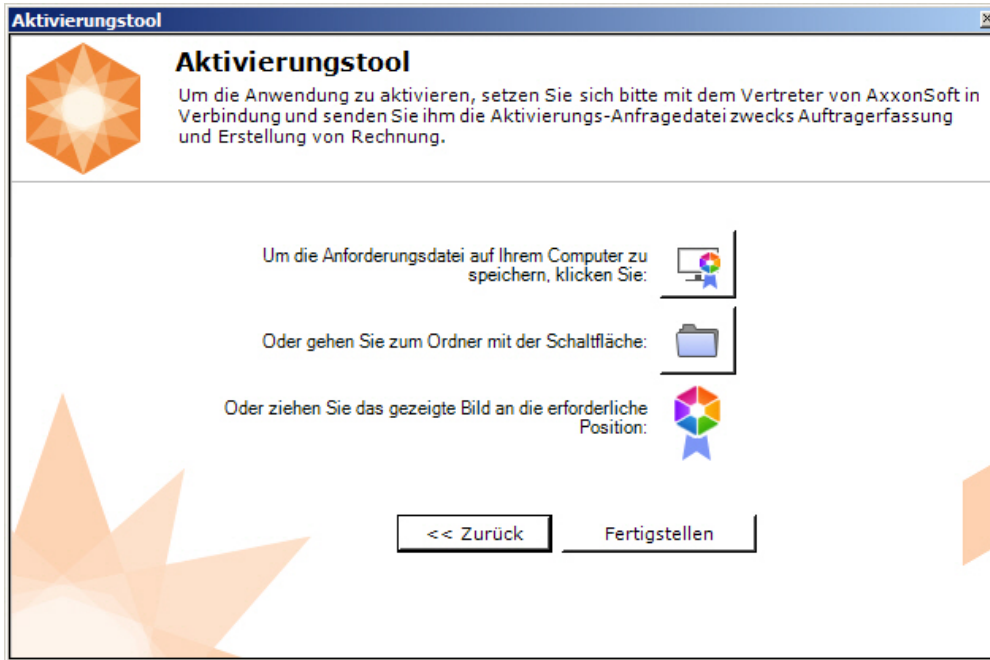 Aktivierungstool
Aktivierungstool
Um die Anwendung zu aktivieren, setzen Sie sich bitte mit dem Vertreter von AxxonSoft in
Verbindung und senden Sie ihm die Aktivierungs-Anfragedatei zwecks Auftragerfassung
und Erstellung von Rechnung.
Um die Anforderungsdatei auf Ihrem Computer zu
speichern, klicken Sie:
Oder gehen Sie zum Ordner mit der Schaltfläche:
Oder ziehen Sie das gezeigte Bild an die erforderliche
Position:
<< Zurück
Fertigstellen